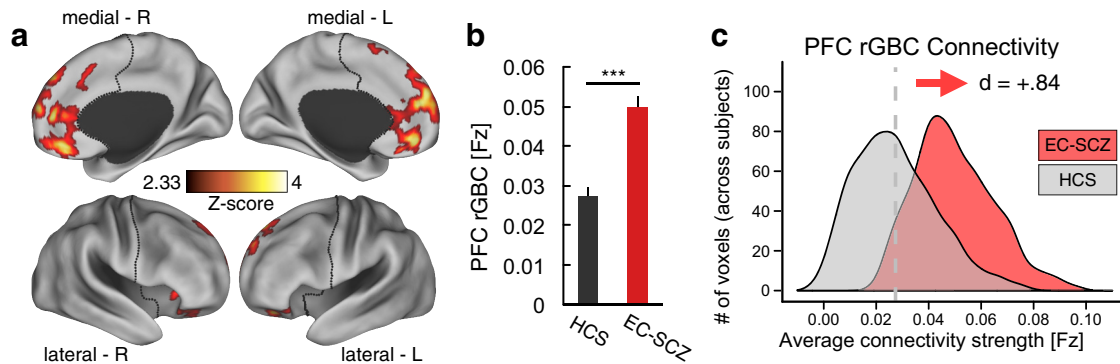 a
medial - R
medial - L
2.33
4
Z-score
lateral - R
lateral - L
b
PFC rGBC [Fz]
0.06
0.05
0.04
0.03
0.02
0.01
0
***
HCS
EC-SCZ
c
PFC rGBC Connectivity
d = +.84
# of voxels (across subjects)
100
80
60
40
20
0
EC-SCZ
HCS
0.00 0.02 0.04 0.06 0.08 0.10
Average connectivity strength [Fz]